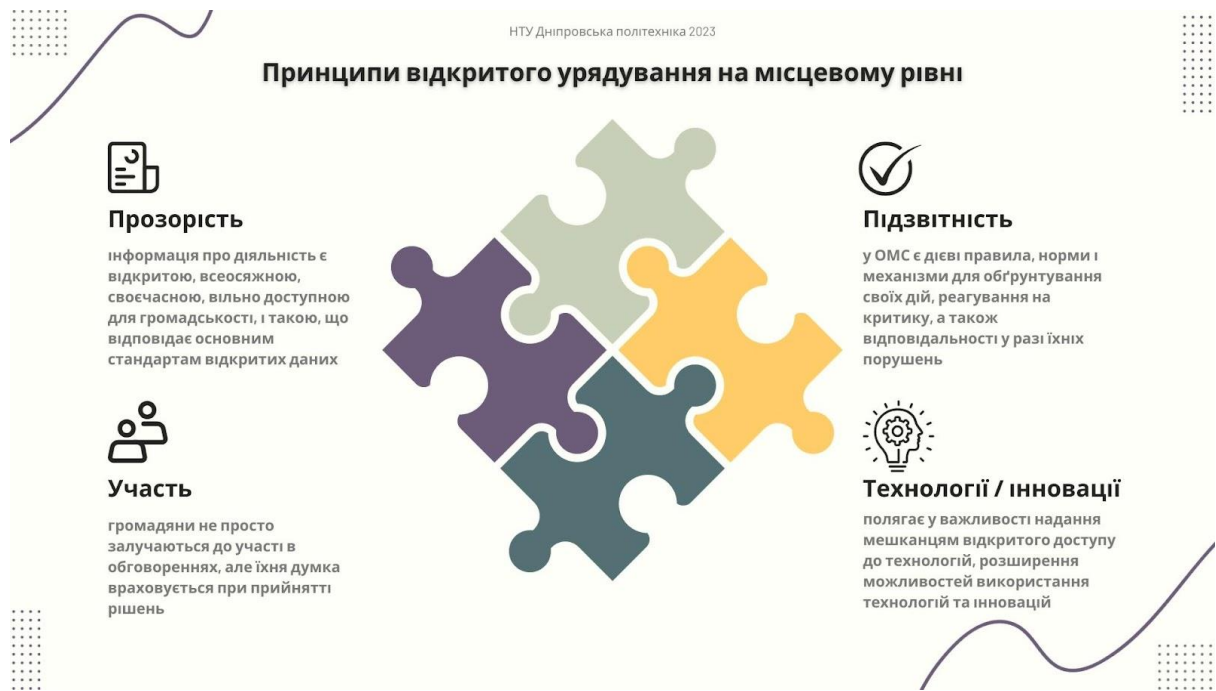 НТУ Дніпровська політехніка 2023
Принципи відкритого урядування на місцевому рівні
Прозорість
інформація про діяльність є
відкритою, всеосяжною,
своєчасною, вільно доступною
для громадськості, і такою, що
відповідає основним
стандартам відкритих даних
Участь
громадяни не просто
залучаються до участі в
обговореннях, але їхня думка
враховується при прийнятті
рішень
Підзвітність
у ОМС є дієві правила, норми і
механізми для обґрунтування
своїх дій, реагування на
критику, а також
відповідальності у разі їхніх
порушень
Технології / інновації
полягає у важливості надання
мешканцям відкритого доступу
до технологій, розширення
можливостей використання
технологій та інновацій